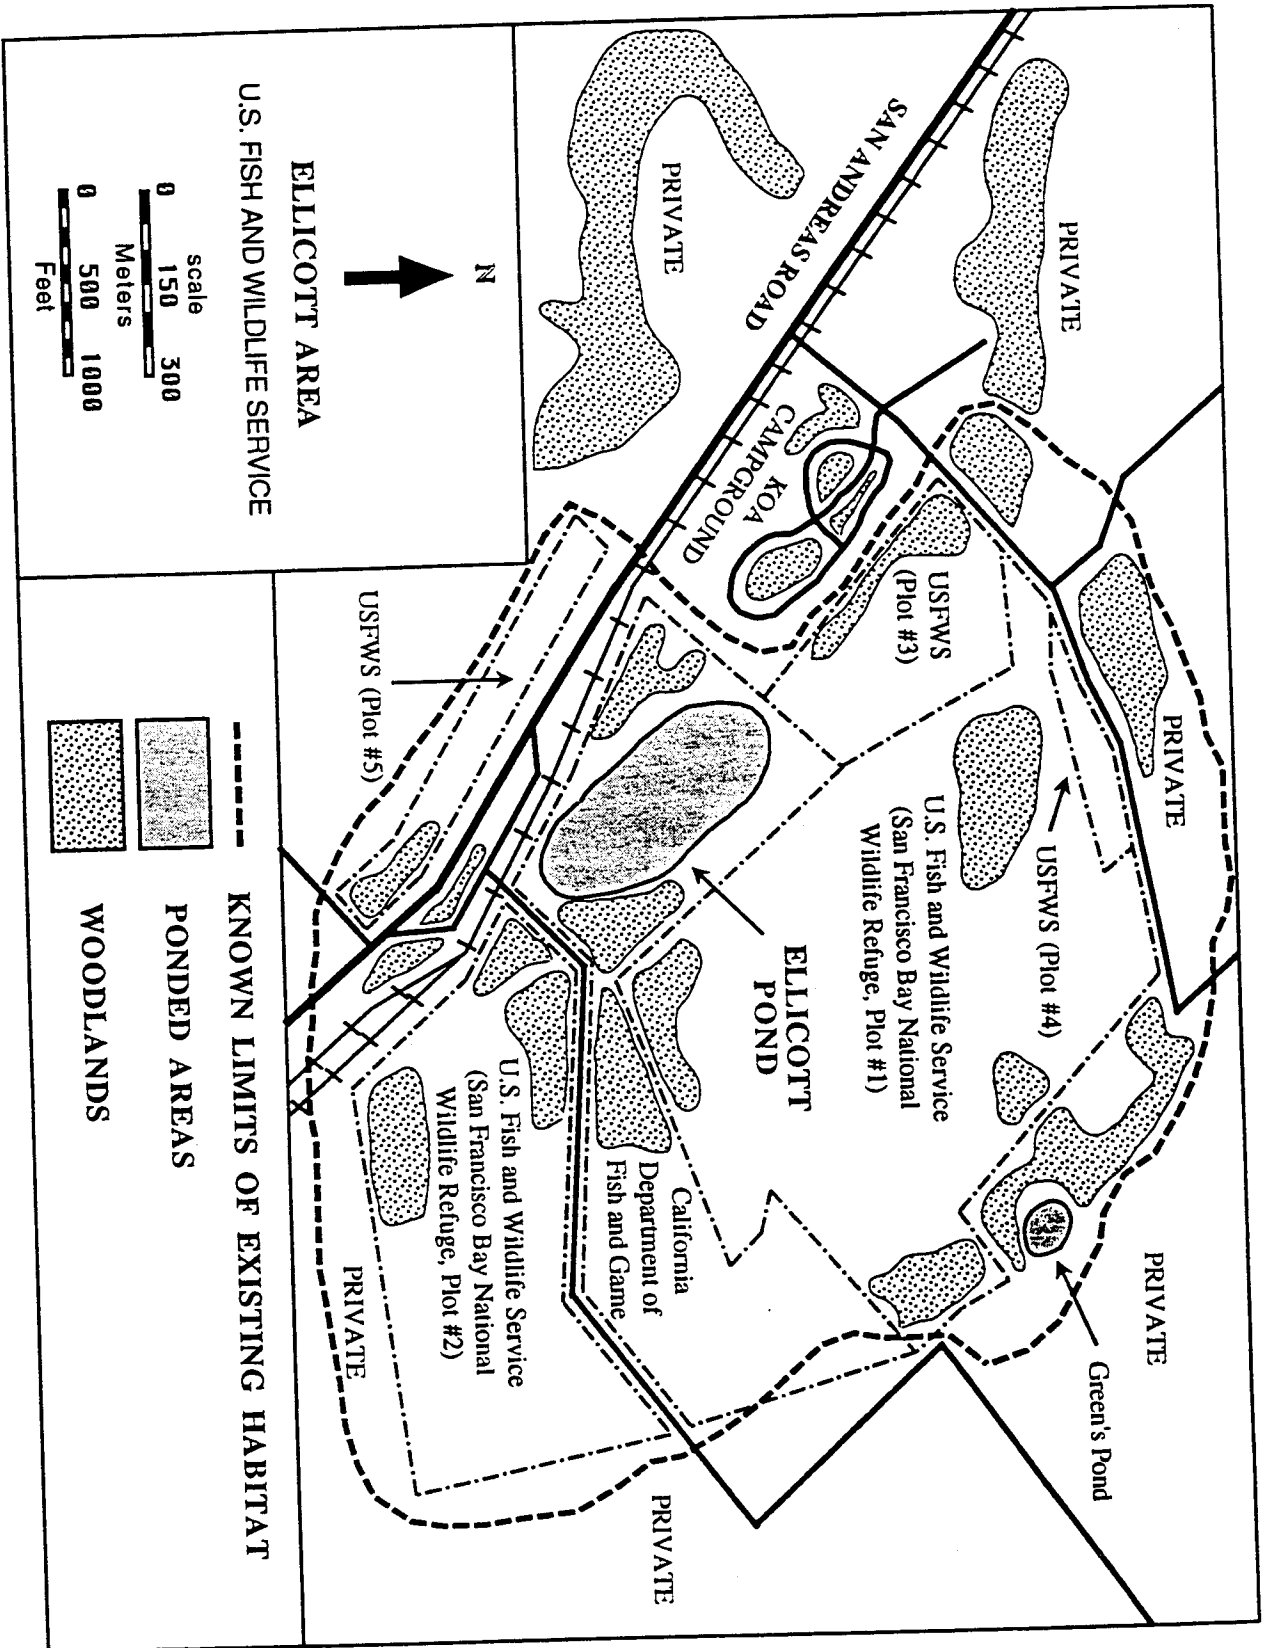 PRIVATE
PRIVATE
SAN ANDREAS ROAD
PRIVATE
KOA
CAMPGROUND
USFWS
(Plot #3)
PRIVATE
USFWS (Plot #4)
U.S. Fish and Wildlife Service
(San Francisco Bay National
Wildlife Refuge, Plot #1)
ELLICOTT
POND
Green's Pond
California
Department of
Fish and Game
U.S. Fish and Wildlife Service
(San Francisco Bay National
Wildlife Refuge, Plot #2)
PRIVATE
PRIVATE
USFWS (Plot #5)
N
ELLICOTT AREA
U.S. FISH AND WILDLIFE SERVICE
scale
0 150 300
Meters
0 500 1000
Feet
KNOWN LIMITS OF EXISTING HABITAT
PONDED AREAS
WOODLANDS